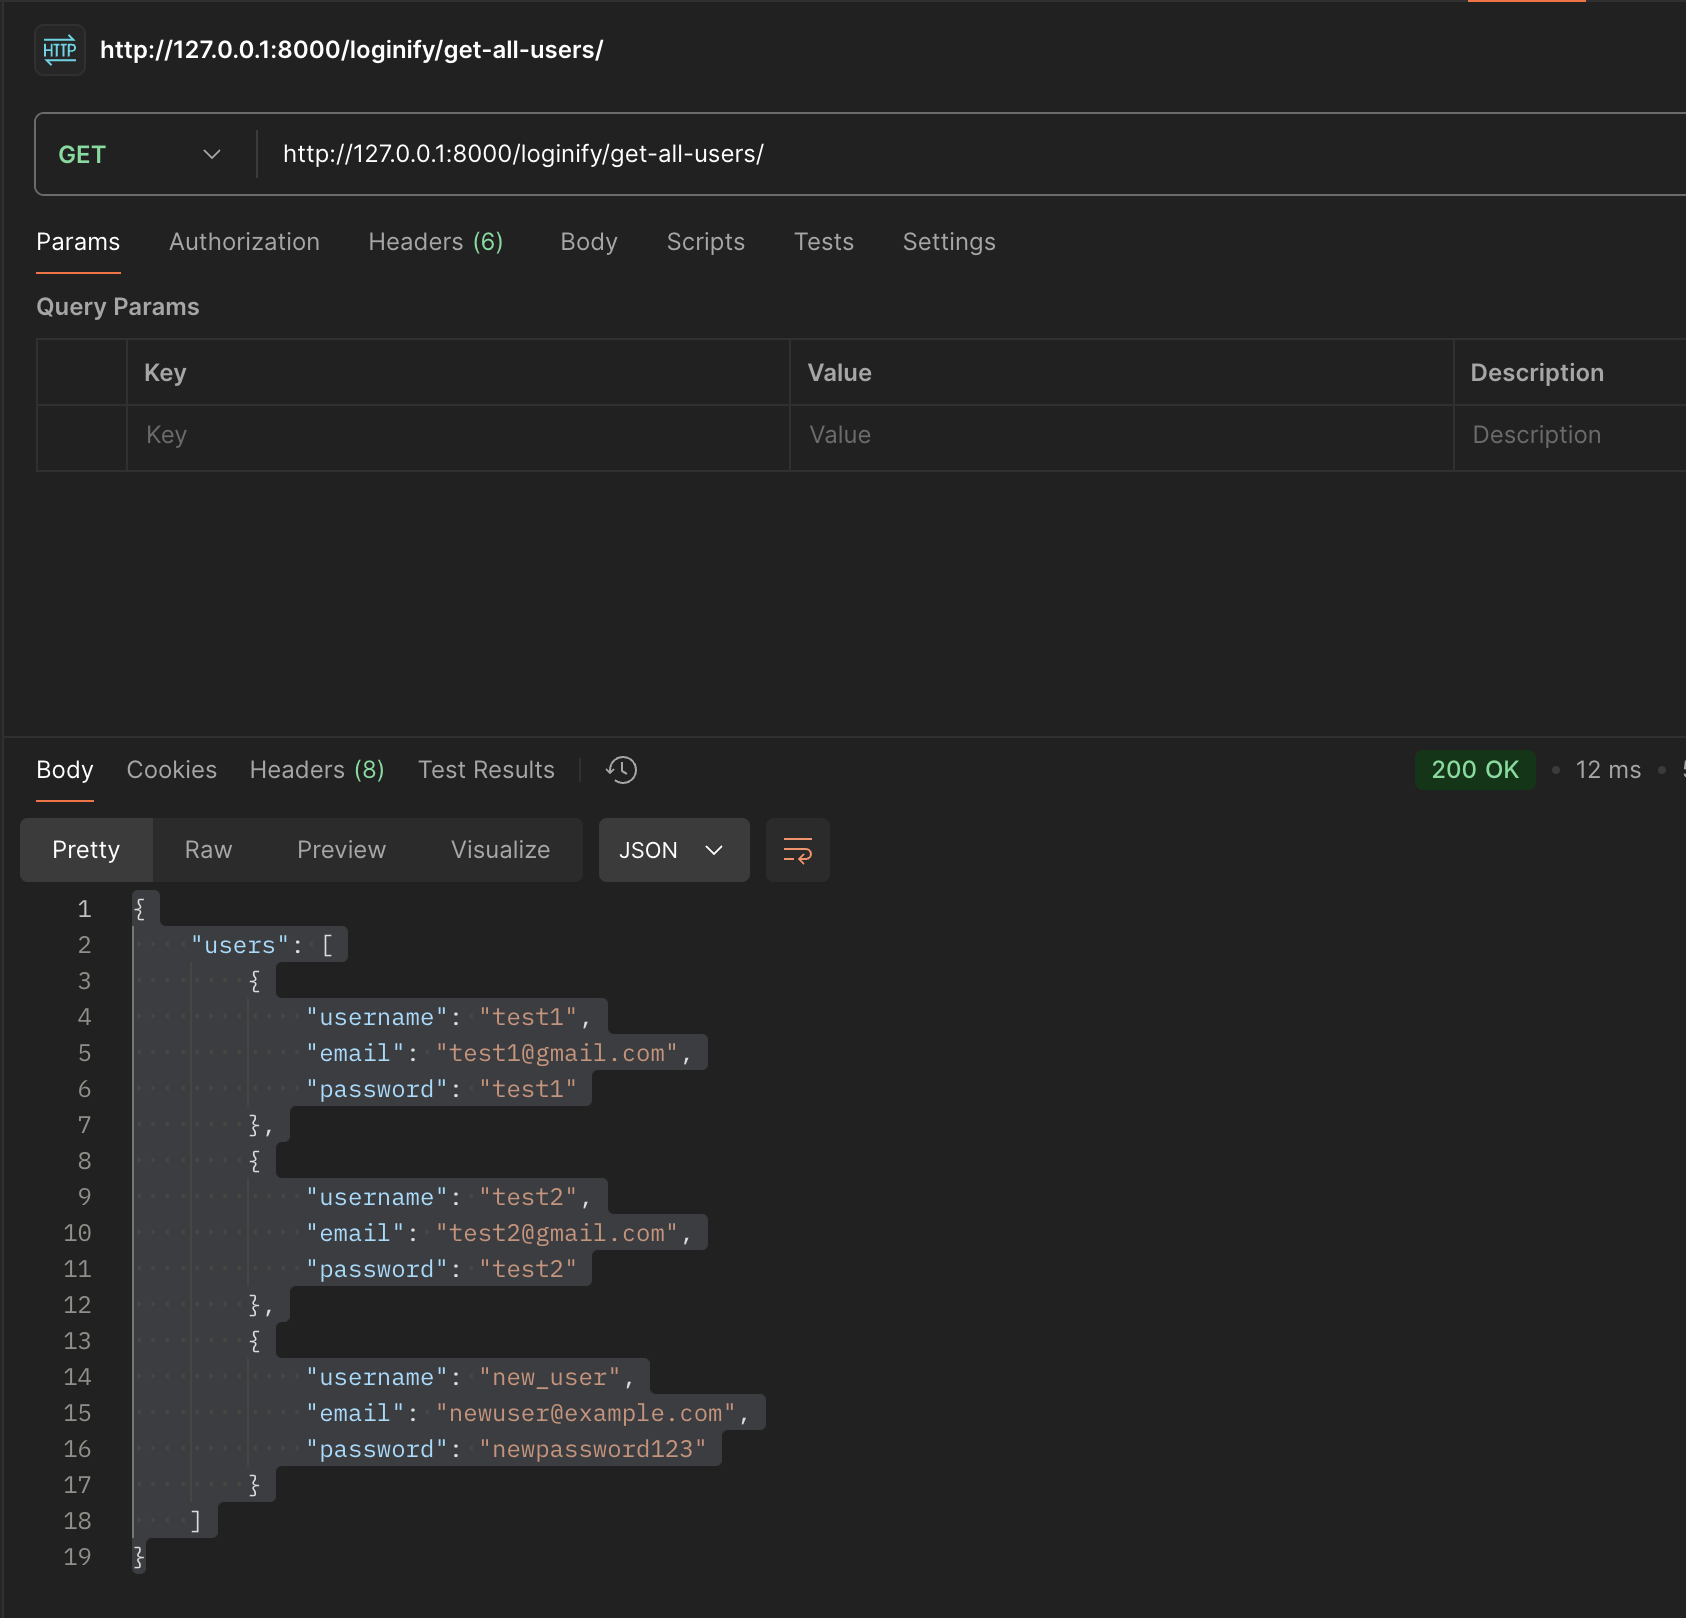 HTTP http://127.0.0.1:8000/loginify/get-all-users/
GET http://127.0.0.1:8000/loginify/get-all-users/
Params Authorization Headers (6) Body Scripts Tests Settings
Query Params
Key Value Description
Key Value Description
Body Cookies Headers (8) Test Results 200 OK • 12 ms •
Pretty Raw Preview Visualize JSON
1 {
2 "users": [
3 {
4 "username": "test1",
5 "email": "test1@gmail.com",
6 "password": "test1"
7 },
8 {
9 "username": "test2",
10 "email": "test2@gmail.com",
11 "password": "test2"
12 },
13 {
14 "username": "new_user",
15 "email": "newuser@example.com",
16 "password": "newpassword123"
17 }
18 ]
19 }